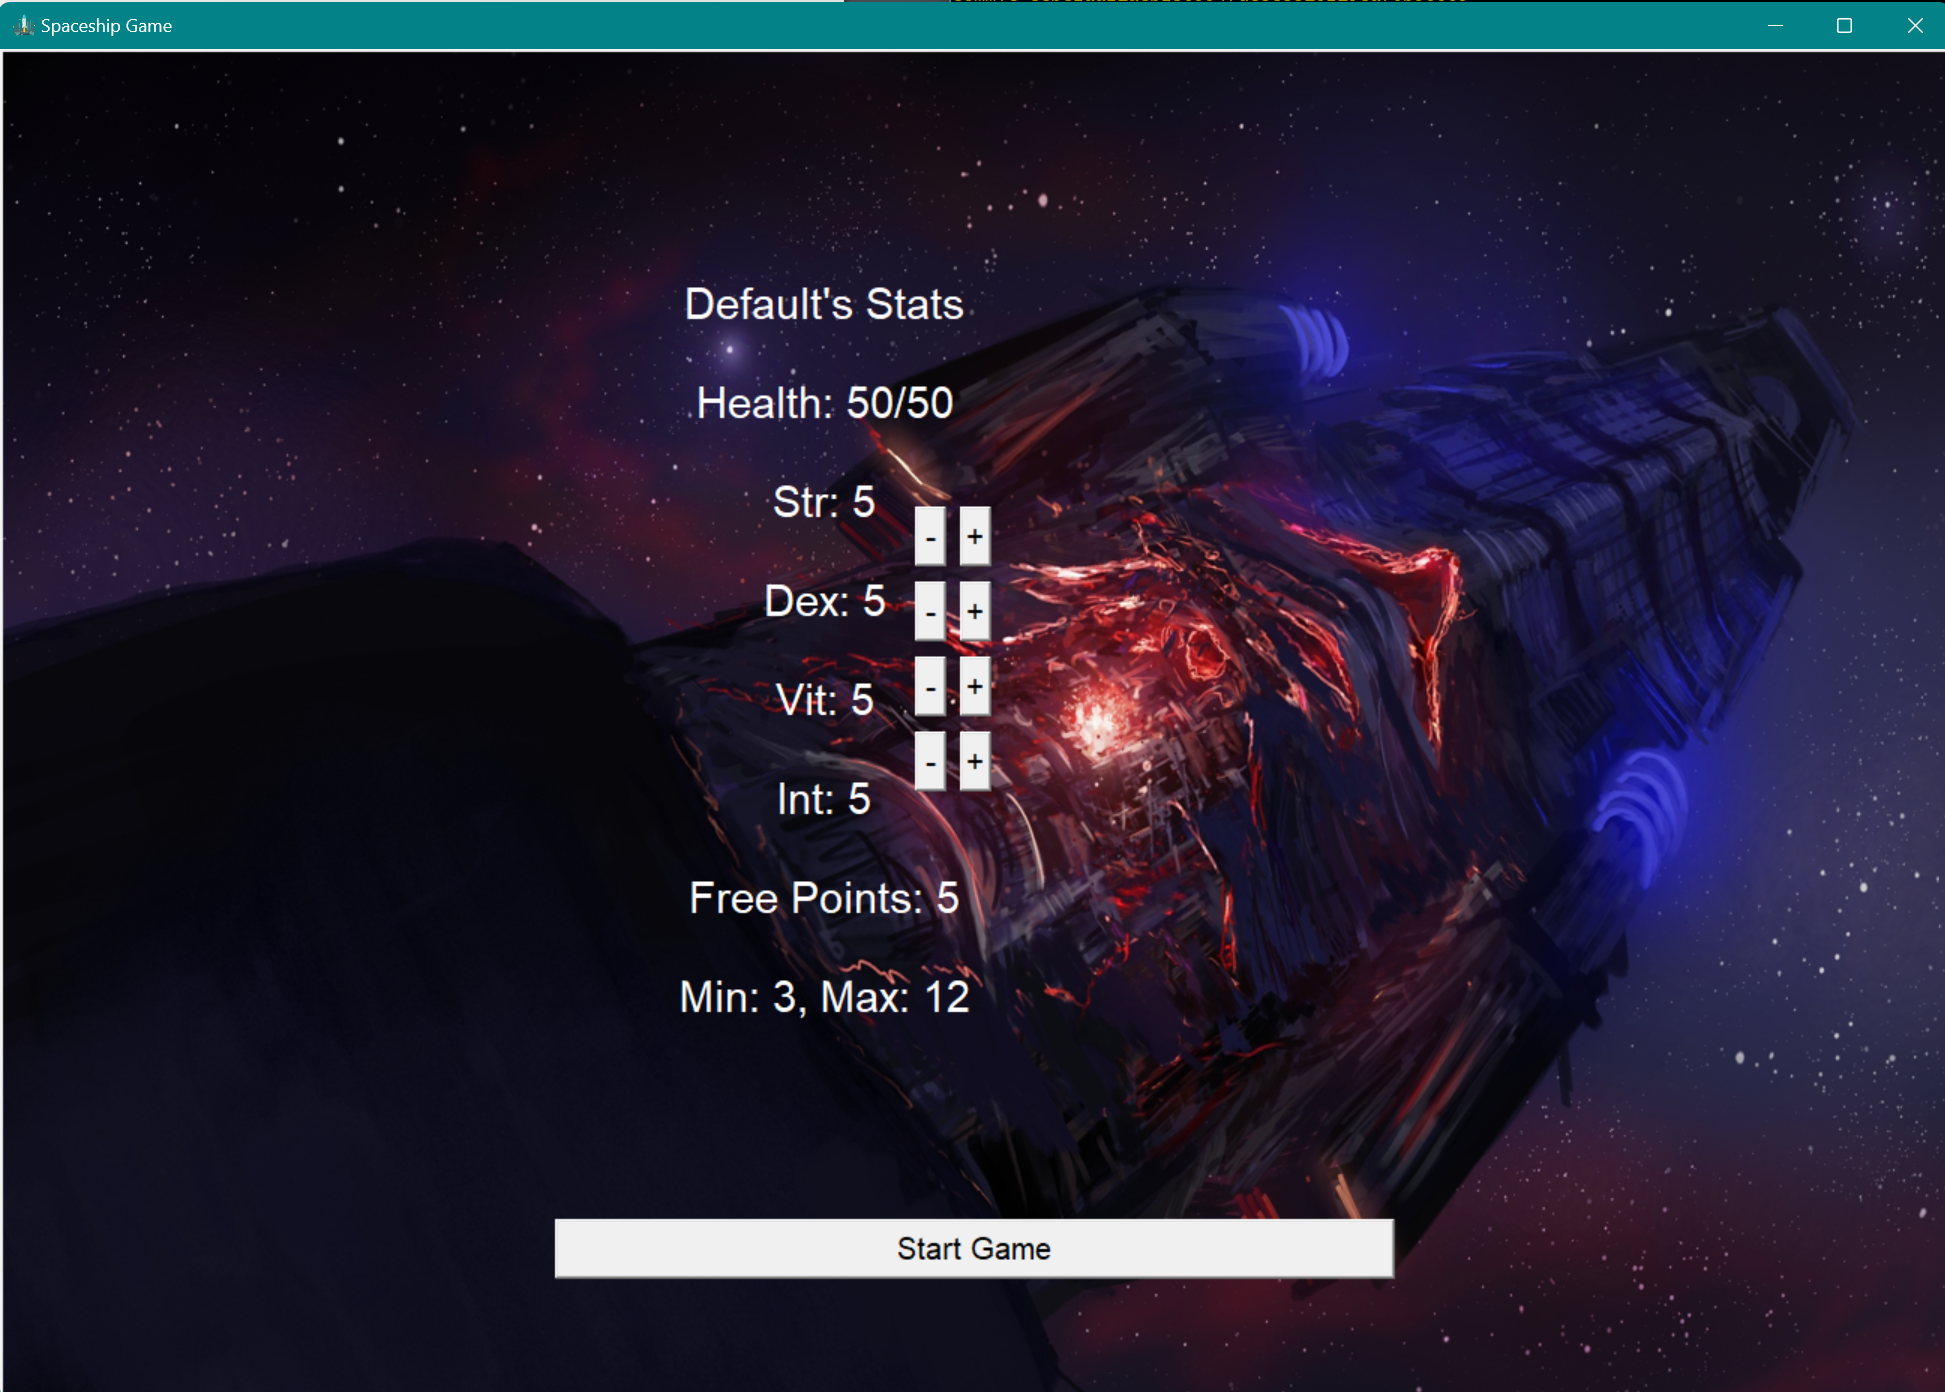 Spaceship Game
Default's Stats
Health: 50/50
Str: 5
- +
Dex: 5
- +
Vit: 5
- +
Int: 5
- +
Free Points: 5
Min: 3, Max: 12
Start Game